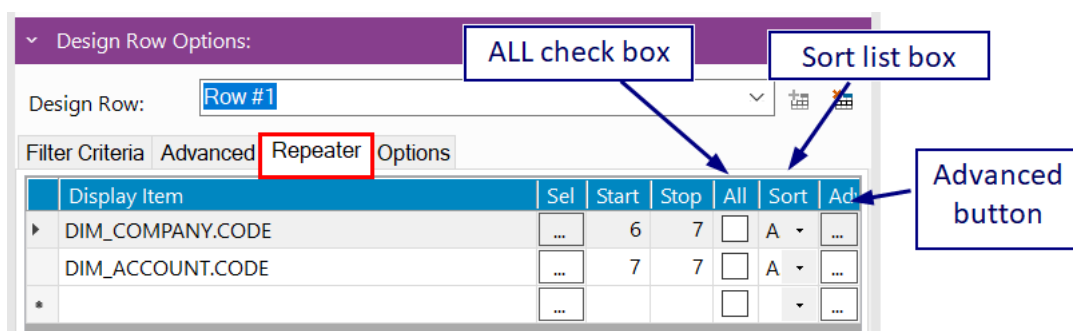 Design Row Options:
ALL check box
Sort list box
Design Row:
Row #1
Filter Criteria Advanced Repeater Options
Display Item Sel Start Stop All Sort Ad
DIM_COMPANY.CODE ... 6 7 A ...
DIM_ACCOUNT.CODE ... 7 7 A ...
* ... ...
Advanced
button